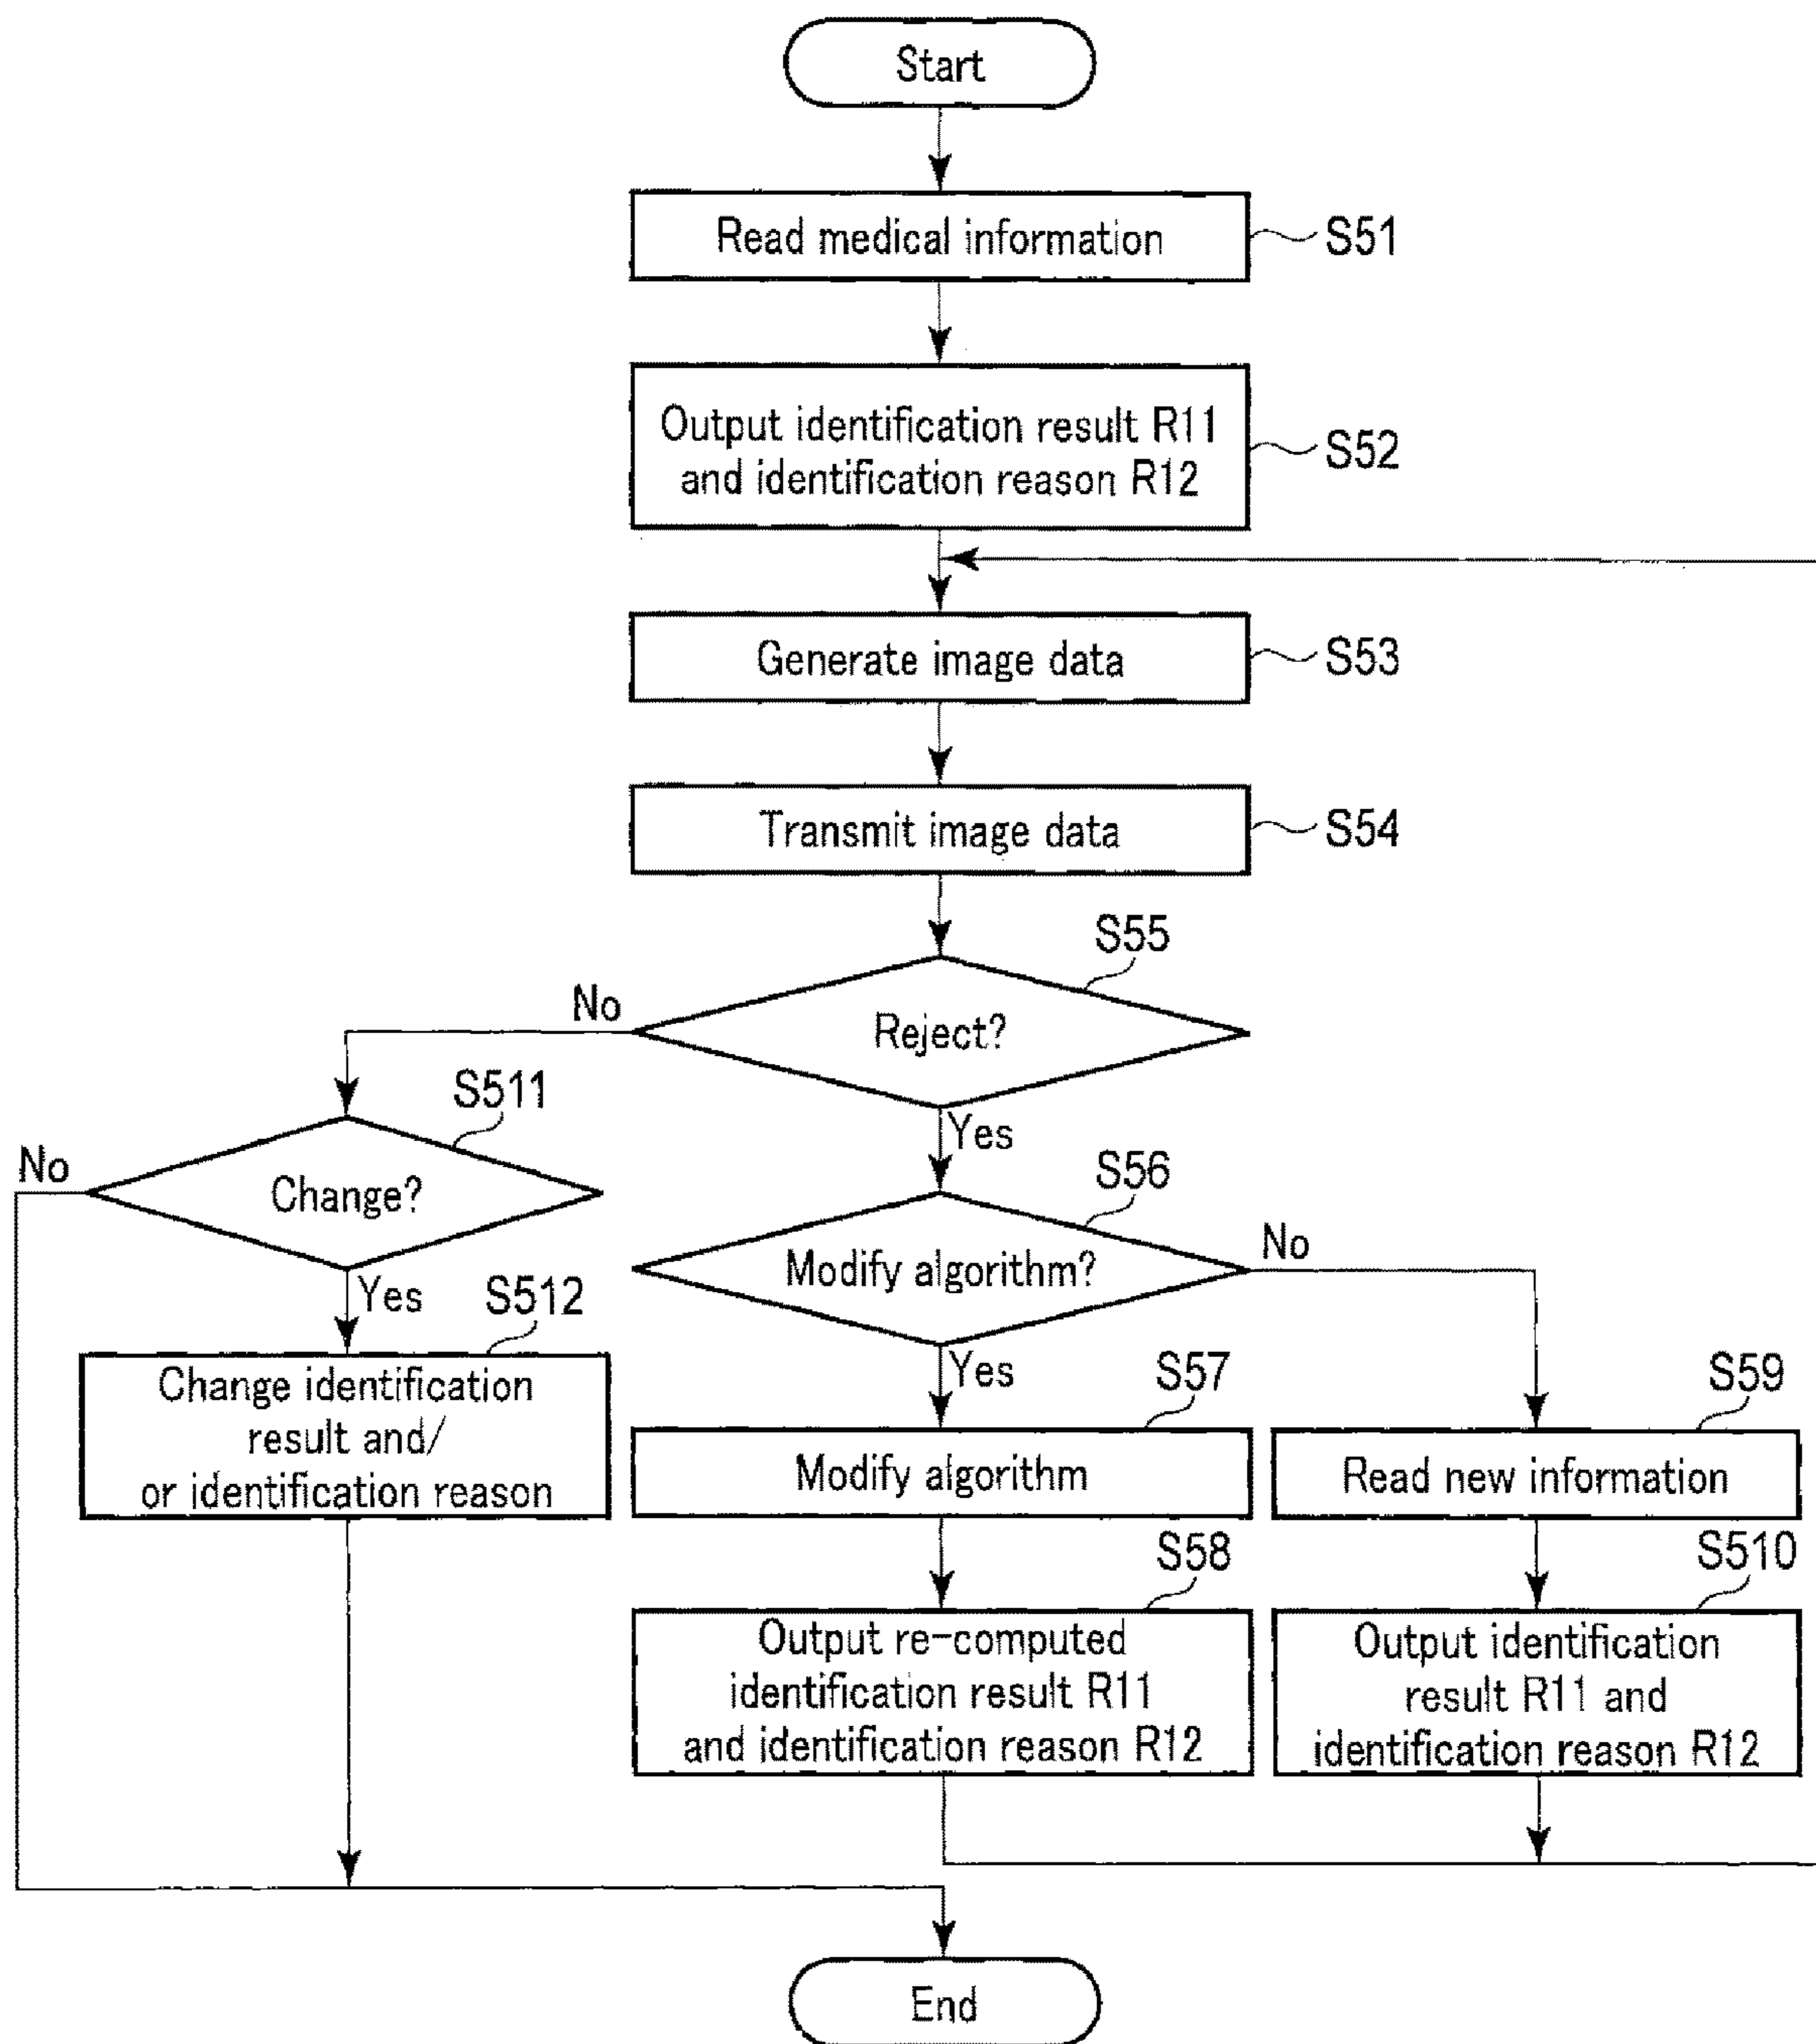 Start
Read medical information
S51
Output identification result R11
and identification reason R12
S52
Generate image data
S53
Transmit image data
S54
S55
No
Reject?
Yes
S511
No
Change?
Yes
S56
Modify algorithm?
No
Yes
S512
Change identification
result and/
or identification reason
S57
Modify algorithm
S59
Read new information
S58
Output re-computed
identification result R11
and identification reason R12
S510
Output identification
result R11 and
identification reason R12
End